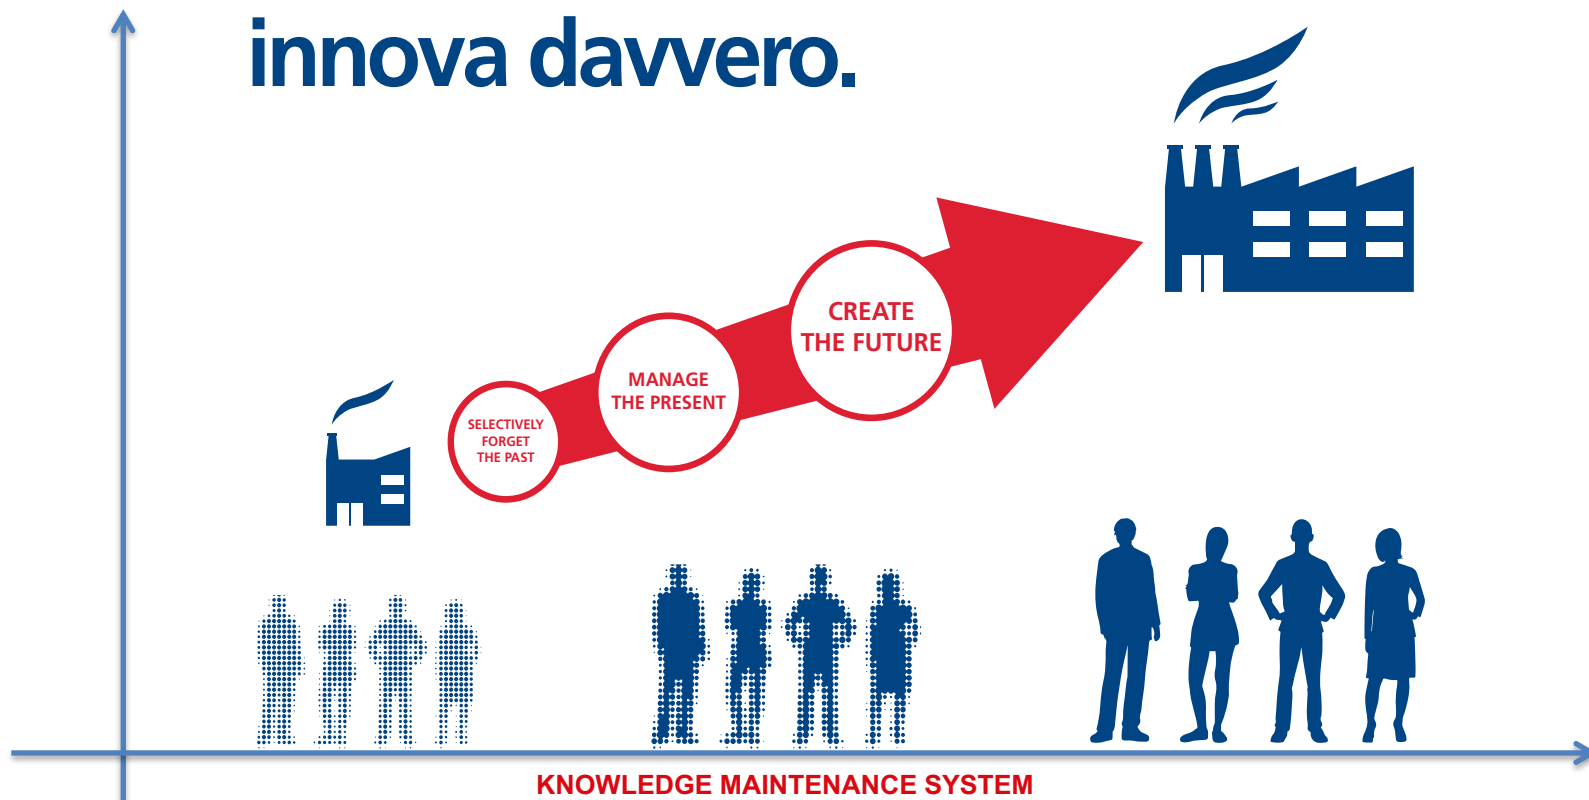 innova davvero.
CREATE
THE FUTURE
MANAGE
THE PRESENT
SELECTIVELY
FORGET
THE PAST
KNOWLEDGE MAINTENANCE SYSTEM